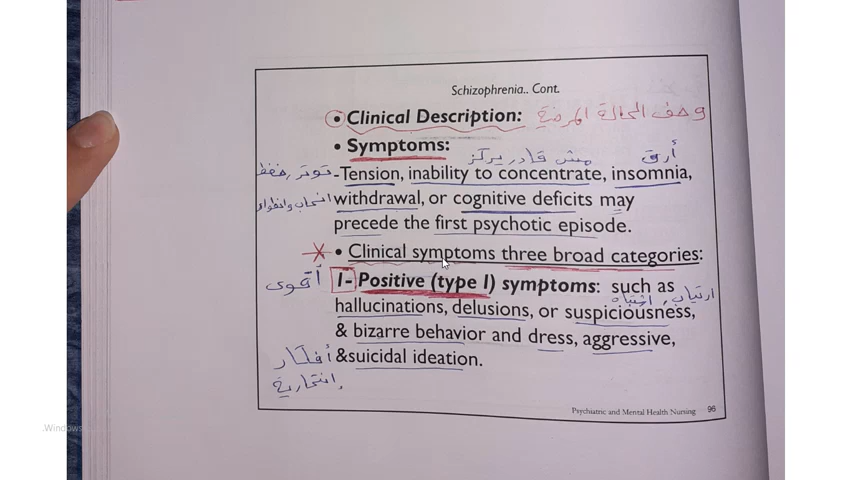 Schizophrenia.. Cont.
• Clinical Description: وصف الحالة المرضية
• Symptoms:
مش قادر يركز أرق
-Tension, inability to concentrate, insomnia, توتر، ضغط
withdrawal, or cognitive deficits may انسحاب وانطواء
precede the first psychotic episode.
• Clinical symptoms three broad categories:
1- Positive (type I) symptoms: such as أقوى
ارتياب، اشتباه
hallucinations, delusions, or suspiciousness,
& bizarre behavior and dress, aggressive,
&suicidal ideation. أفكار
انتحارية
Psychiatric and Mental Health Nursing 96
.Windows